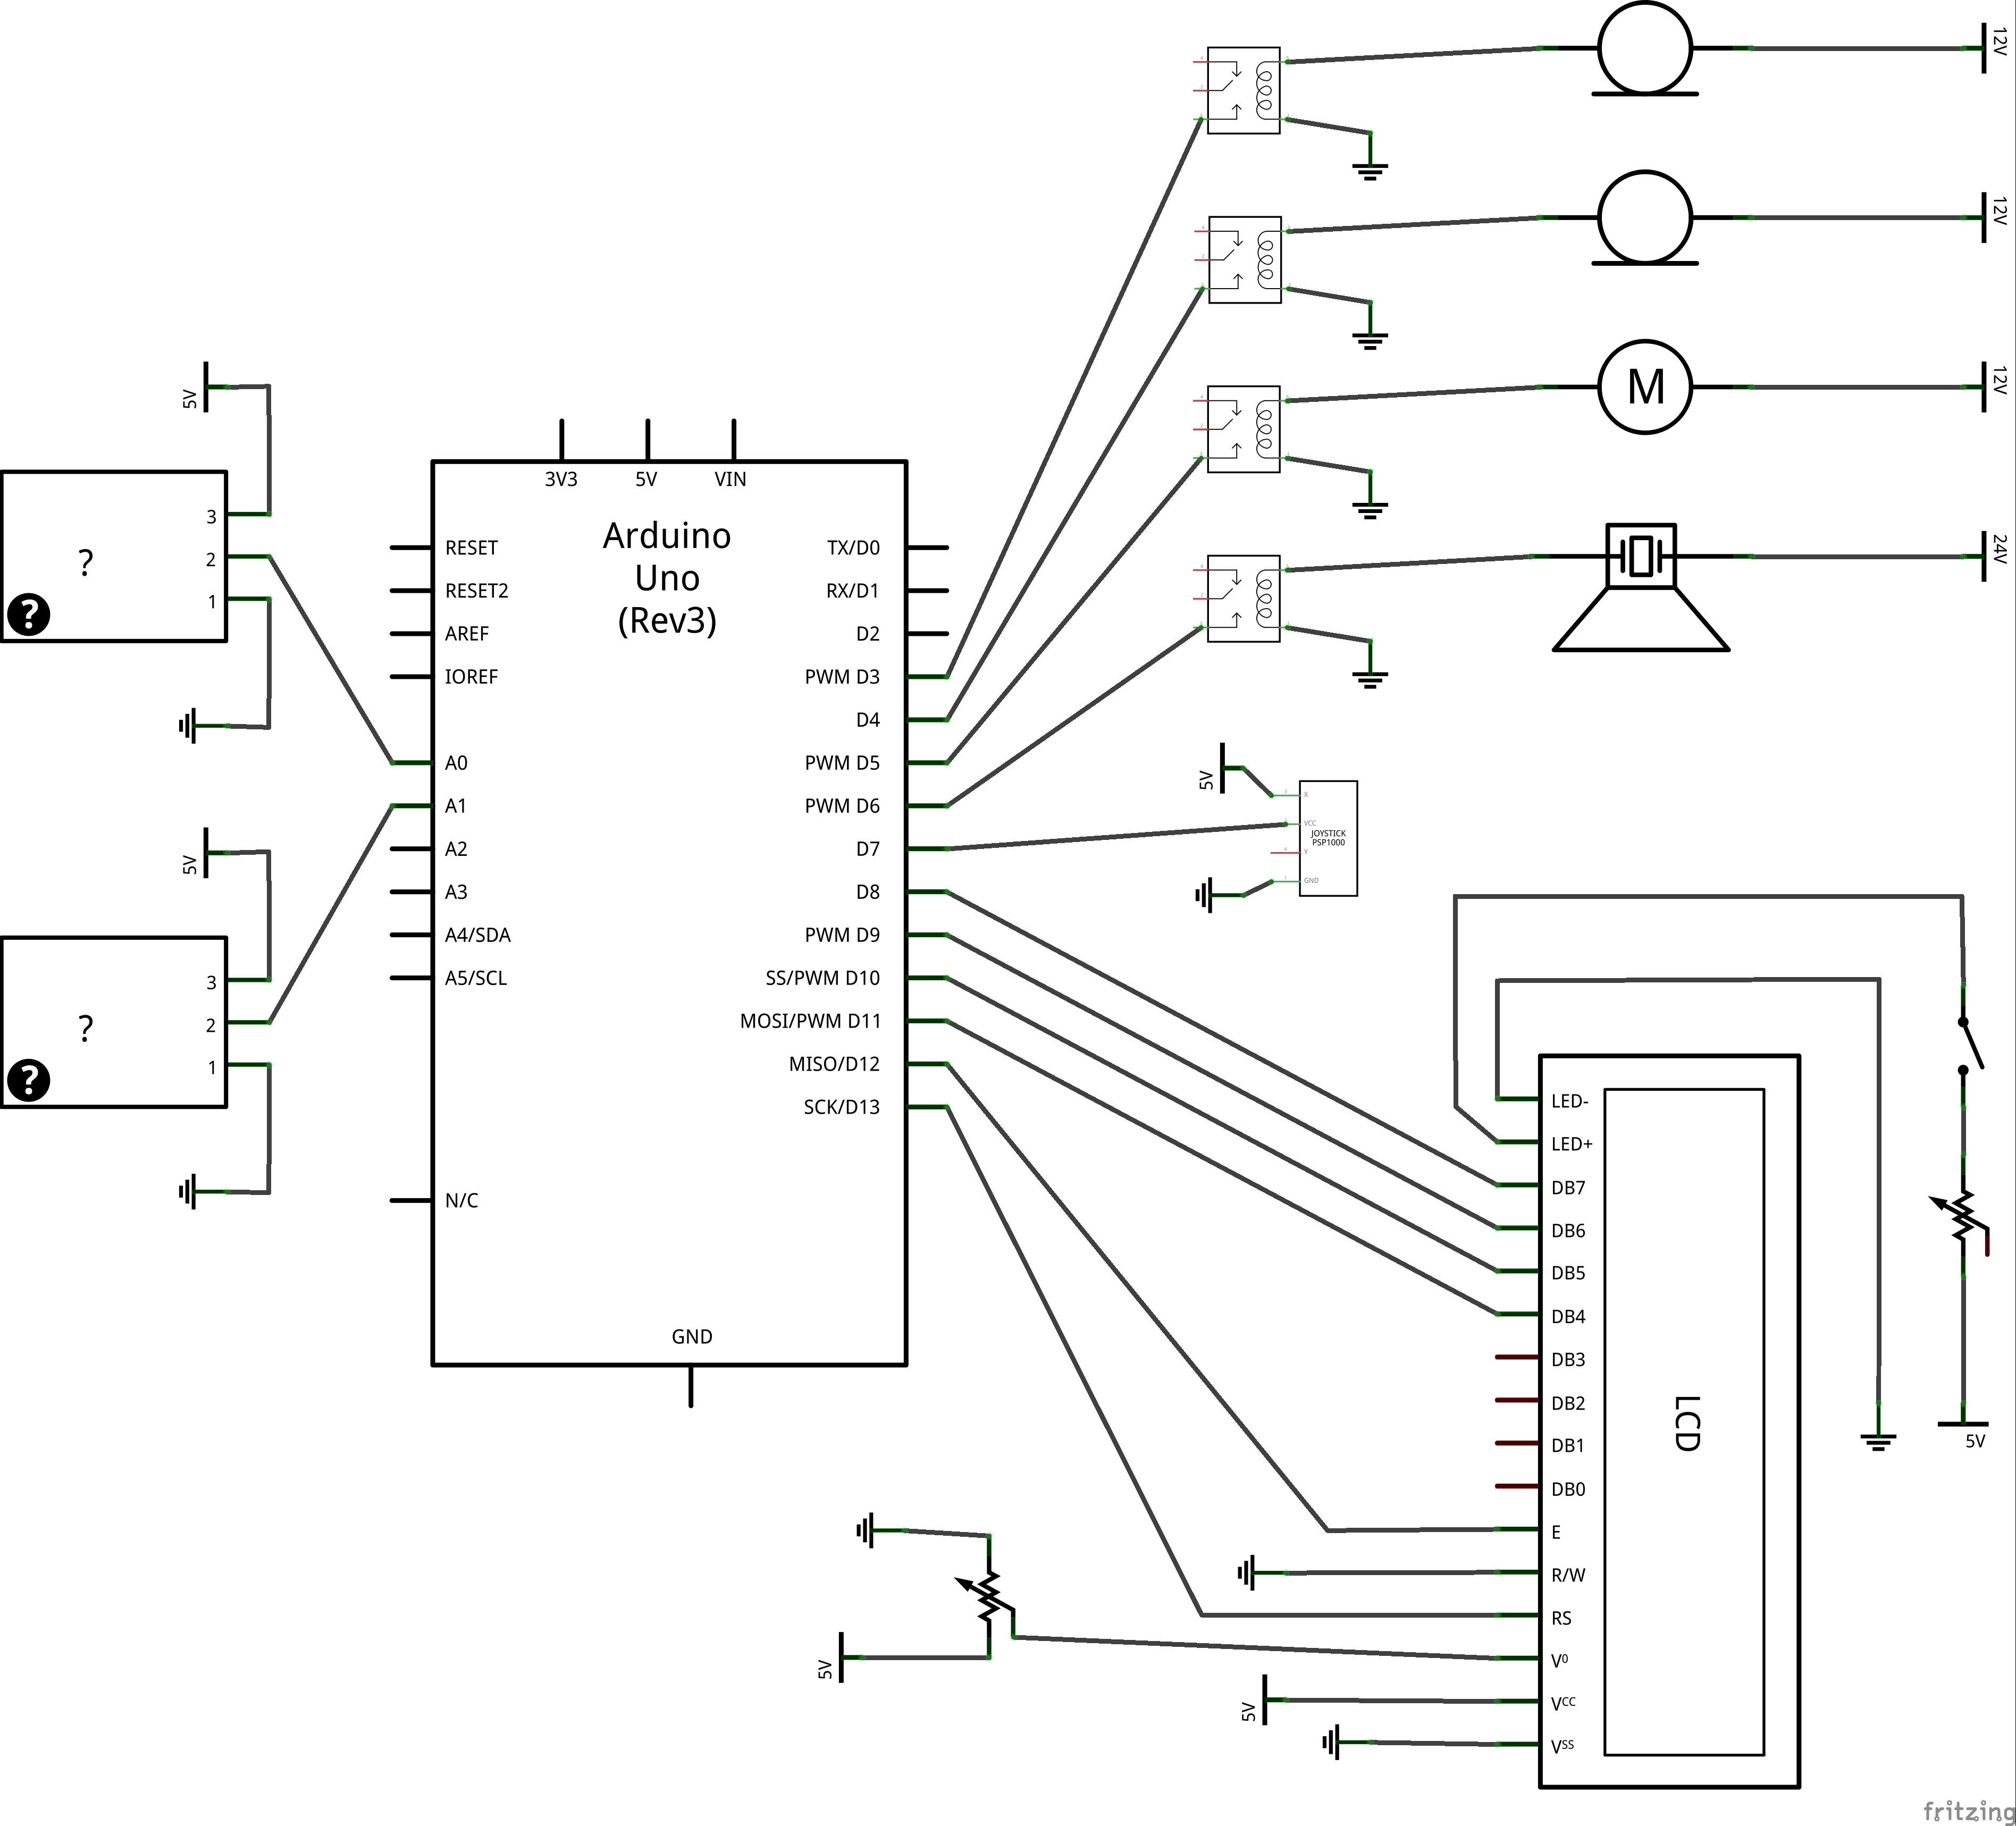 12V
12V
12V
24V
5V
3
2
1
?
?
5V
3
2
1
?
?
3V3
5V
VIN
Arduino
Uno
(Rev3)
RESET
RESET2
AREF
IOREF
A0
A1
A2
A3
A4/SDA
A5/SCL
N/C
TX/D0
RX/D1
D2
PWM D3
D4
PWM D5
PWM D6
D7
D8
PWM D9
SS/PWM D10
MOSI/PWM D11
MISO/D12
SCK/D13
GND
M
5V
X
VCC
JOYSTICK
PSP1000
Y
GND
LED-
LED+
DB7
DB6
DB5
DB4
DB3
DB2
DB1
DB0
E
R/W
RS
V0
VCC
VSS
LCD
5V
5V
5V
fritzing